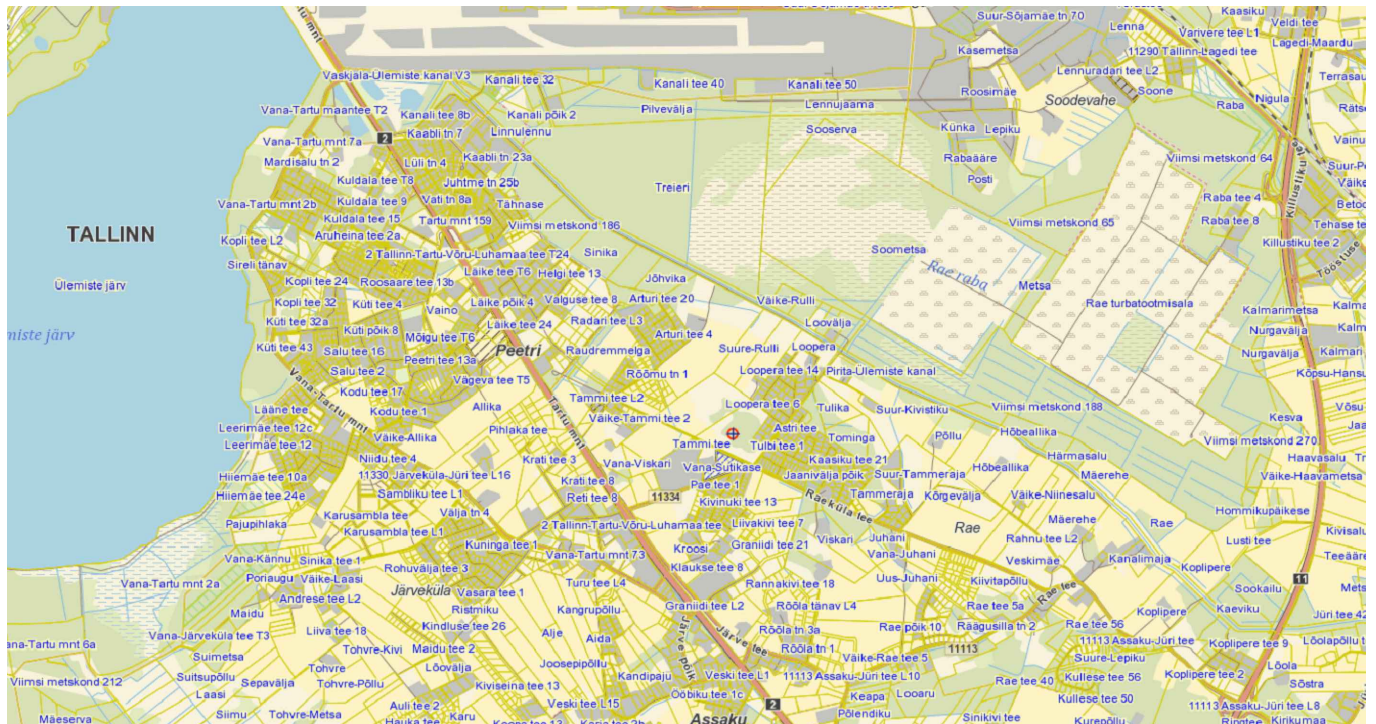 Suur-Sõjamäe tn 70
Kaasiku
Veldi tee
Lenna
Varivere tee L1
Lagedi-Maardu
Kasemetsa
11290 Tallinn-Lagedi tee
Vaskjala-Ülemiste kanal V3
Kanali tee 32
Kanali tee 40
Kanali tee 50
Roosimäe
Lennuradari tee L2
Soone
Soodevahe
Nigula
Raba
Vana-Tartu maantee T2
Kanali tee 8b
Kanali põik 2
Pilvevälja
Lennujaama
2
Kaabli tn 7
Linnulennu
Sooserva
Künka
Lepiku
Vana-Tartu mnt 7a
Mardisalu tn 2
Lüli tn 4
Kaabli tn 23a
Rabaääre
Viimsi metskond 64
Kuldala tee T8
Juhtme tn 25b
Treieri
Posti
Vana-Tartu mnt 2b
Kuldala tee 9
Vati tn 8a
Tähnase
Raba tee 4
Killustiku tee
Kuldala tee 15
Tartu mnt 159
Viimsi metskond 186
Viimsi metskond 65
Raba tee 8
TALLINN
Kopli tee L2
Aruheina tee 2a
Killustiku tee 2
Tööstuse
2 Tallinn-Tartu-Võru-Luhamaa tee T24
Sinika
Soometsa
Sireli tänav
Läike tee T6
Helgi tee 13
Jõhvika
Rae raba
Metsa
Ülemiste järv
Kopli tee 24
Roosaare tee 13b
Kopli tee 32
Küti tee 4
Läike põik 4
Valguse tee 8
Arturi tee 20
Väike-Rulli
Rae turbatootmisala
Kalmarimetsa
Vaino
Küti tee 32a
Küti põik 8
Läike tee 24
Radari tee L3
Arturi tee 4
Loovälja
Nurgavälja
miste järv
Küti tee 43
Salu tee 16
Mõigu tee T6
Peetri
Raudremmelga
Suure-Rulli
Loopera
Nurgavälja
Kalmari
Salu tee 2
Peetri tee 13a
Rõõmu tn 1
Loopera tee 14
Pirita-Ülemiste kanal
Kõpsu-Hansu
Vana-Tartu mnt
Kodu tee 17
Vägeva tee T5
Tammi tee L2
Lääne tee
Kodu tee 1
Allika
Tartu mnt
Väike-Tammi tee 2
Loopera tee 6
Tulika
Suur-Kivistiku
Viimsi metskond 188
Kesva
Võsu
Leerimäe tee 12c
Pihlaka tee
Astri tee
Hõbeallika
Leerimäe tee 12
Väike-Allika
Tammi tee
Tulbi tee 1
Tominga
Põllu
Härmasalu
Viimsi metskond 270
Niidu tee 4
Krati tee 3
Vana-Viskari
Kaasiku tee 21
Haavasalu
Hiiemäe tee 10a
11330 Järveküla-Jüri tee L16
Krati tee 8
Vana-Sutikase
Jaanivälja põik
Suur-Tammeraja
Hõbeallika
Mäerehe
Väike-Haavametsa
Hiiemäe tee 24e
Sambliku tee L1
Reti tee 8
11334
Pae tee 1
Tammeraja
Kõrgevälja
Väike-Niinesalu
Karusambla tee
Välja tn 4
Kivinuki tee 13
Raeküla tee
Hommikupäikese
Pajupihlaka
Karusambla tee L1
2 Tallinn-Tartu-Võru-Luhamaa tee
Liivakivi tee 7
Rae
Mäerehe
Rae
Kivisalu
Vana-Kännu
Sinika tee 1
Kuninga tee 1
Kroosi
Graniidi tee 21
Viskari
Juhani
Rahnu tee L2
Lusti tee
Vana-Tartu mnt 2a
Poriaugu
Väike-Laasi
Rohuvälja tee 3
Vana-Tartu mnt 73
Klaukse tee 8
Vana-Juhani
Veskimäe
Kanalimaja
Andrese tee L2
Järveküla
Vasara tee 1
Turu tee L4
Rannakivi tee 18
Uus-Juhani
Kiivitapõllu
Rae tee
Koplipere
11
Maidu
Ristmiku
Kangrupõllu
Graniidi tee L2
Rõõla tänav L4
Rae tee 5a
Sookailu
Koplipere
Kaeviku
Jüri tee 42
Vana-Tartu mnt 6a
Vana-Järveküla tee T3
Liiva tee 18
Kindluse tee 26
Alje
Aida
Järve põik
Järve tee
Rõõla tn 3a
Rae põik 10
Räägusilla tn 2
Rae tee 56
11113 Assaku-Jüri tee
Koplipere tee 9
Suimetsa
Tohvre-Kivi
Maidu tee 2
Rõõla tn 1
Väike-Rae tee 5
11113
Suure-Lepiku
Lõola
Viimsi metskond 212
Suitsupõllu
Tohvre
Lõovälja
Joosepipõllu
Kandipaju
Veski tee L1
11113 Assaku-Jüri tee L10
Rae tee 40
Kullese tee 56
Koplipere tee 2
Sepavälja
Tohvre-Põllu
Kiviseina tee 13
Ööbiku tee 1c
Keapa
Looaru
Kullese tee 50
Sõstra
Laasi
Auli tee 2
Veski tee L15
2
Põlendiku
11113 Assaku-Jüri tee L8
Mäeserva
Siimu
Tohvre-Metsa
Karu
Assaku
Sinikivi tee
Kurepõllu
Kirikumaa